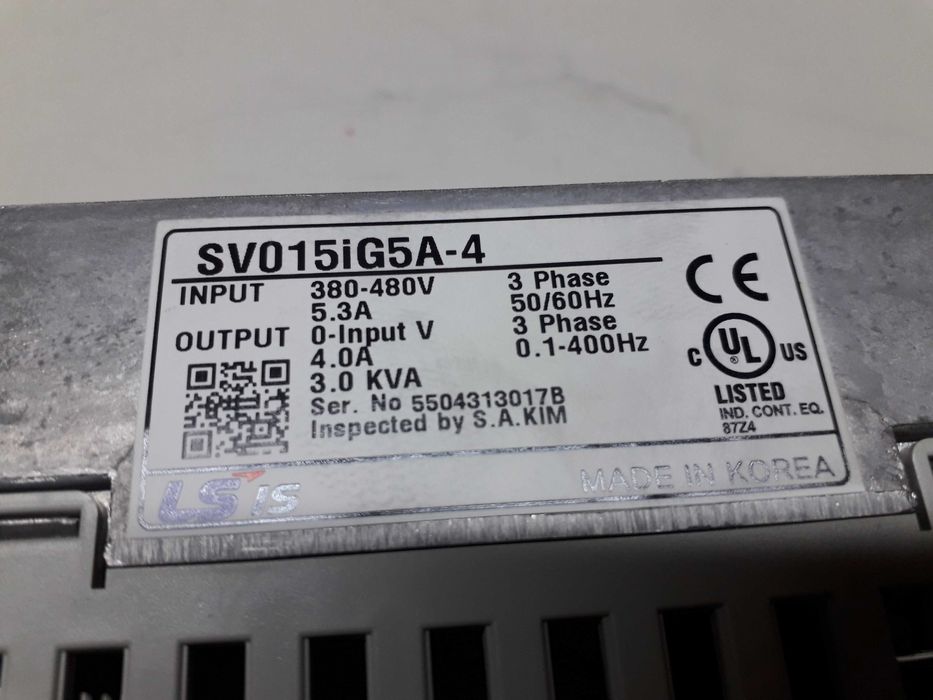 SV015iG5A-4
INPUT 380-480V 3 Phase
5.3A 50/60Hz
OUTPUT 0-Input V 3 Phase
4.0A 0.1-400Hz
3.0 KVA
Ser. No 5504313017B
Inspected by S.A.KIM
CE
C UL ® US
LISTED
IND. CONT. EQ.
87Z4
LS IS
MADE IN KOREA